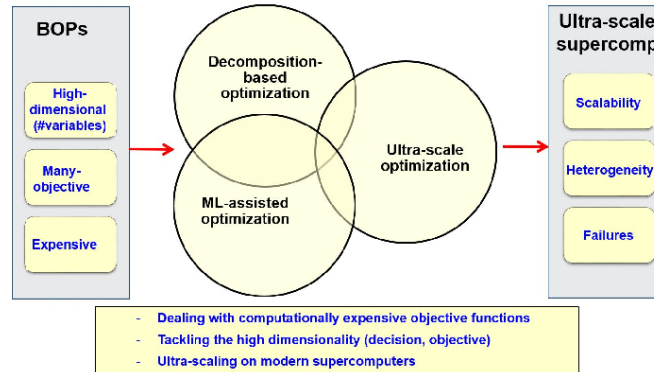 BOPs
High-
dimensional
(#variables)
Many-
objective
Expensive
Decomposition-
based
optimization
ML-assisted
optimization
Ultra-scale
optimization
Ultra-scale
supercomp
Scalability
Heterogeneity
Failures
- Dealing with computationally expensive objective functions
- Tackling the high dimensionality (decision, objective)
- Ultra-scaling on modern supercomputers